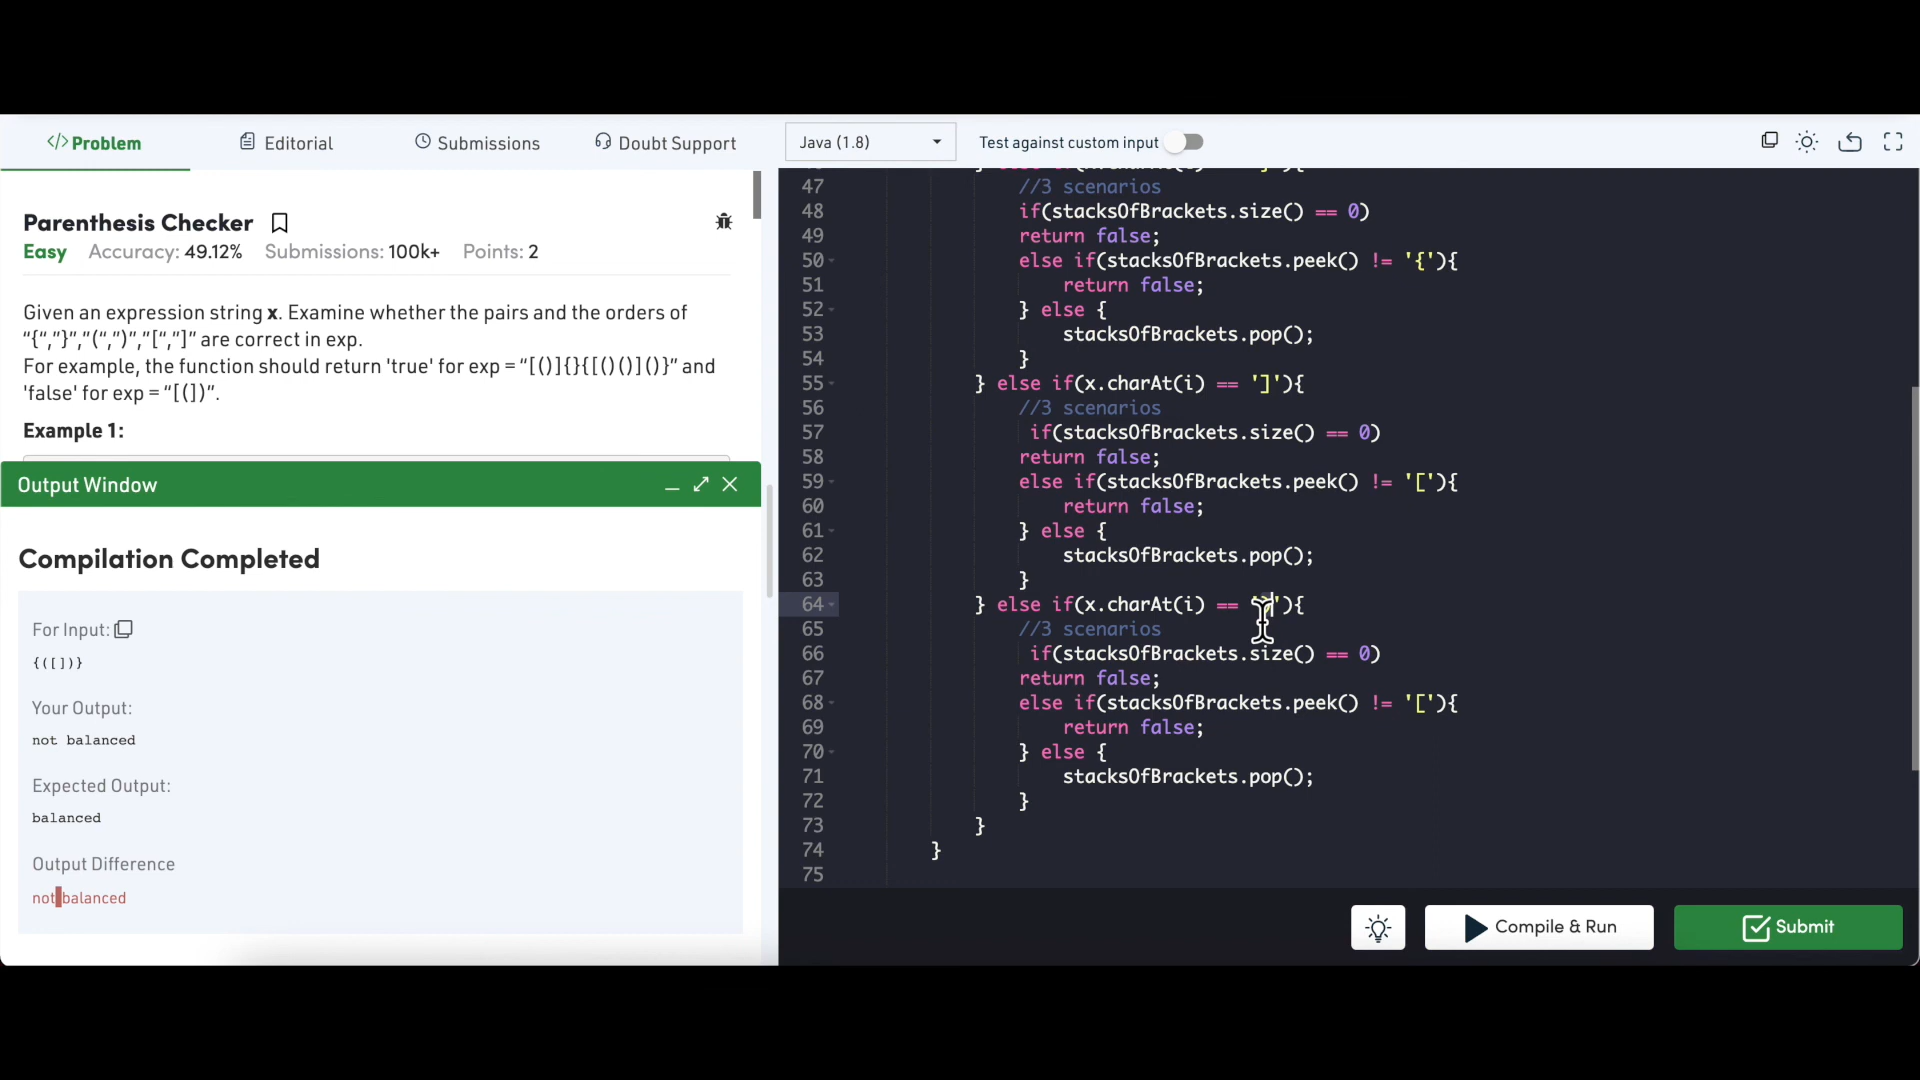 Problem
Editorial
Submissions
Doubt Support
Java (1.8)
Test against custom input
Parenthesis Checker
Easy Accuracy: 49.12% Submissions: 100k+ Points: 2
Given an expression string x. Examine whether the pairs and the orders of
“{“,”}”,”(“,”)”,”[“,”]” are correct in exp.
For example, the function should return 'true' for exp = “[()]{}{[()()]()}” and
'false' for exp = “[(])”.
Example 1:
Output Window
Compilation Completed
For Input:
{([])}
Your Output:
not balanced
Expected Output:
balanced
Output Difference
not balanced
47 //3 scenarios
48 if(stacksOfBrackets.size() == 0)
49 return false;
50 else if(stacksOfBrackets.peek() != '{'){
51 return false;
52 } else {
53 stacksOfBrackets.pop();
54 }
55 } else if(x.charAt(i) == ']'){
56 //3 scenarios
57 if(stacksOfBrackets.size() == 0)
58 return false;
59 else if(stacksOfBrackets.peek() != '['){
60 return false;
61 } else {
62 stacksOfBrackets.pop();
63 }
64 } else if(x.charAt(i) ==
65 //3 scenarios
66 if(stacksOfBrackets.size() == 0)
67 return false;
68 else if(stacksOfBrackets.peek() != '['){
69 return false;
70 } else {
71 stacksOfBrackets.pop();
72 }
73 }
74 }
75
Compile & Run
Submit